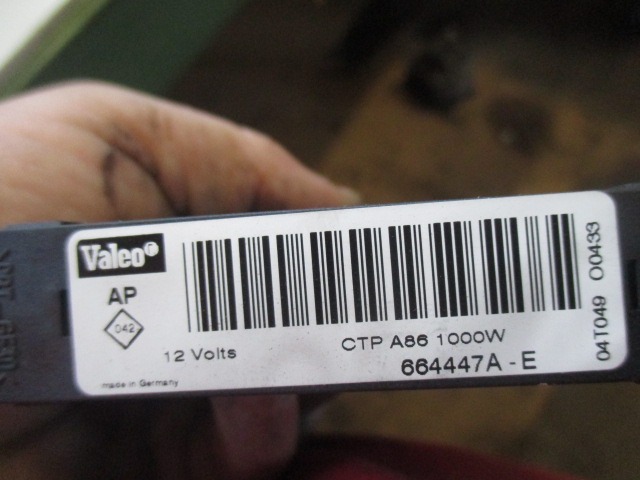 Valeo
AP
042
12 Volts
CTP A86 1000W
664447A - E
made in Germany
04T049 O0433